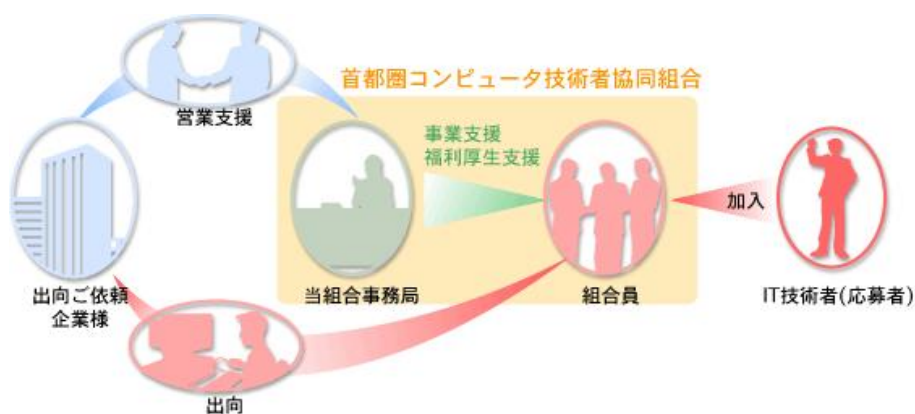 首都圏コンピュータ技術者協同組合
営業支援
事業支援
福利厚生支援
加入
出向ご依頼
企業様
当組合事務局
組合員
IT技術者(応募者)
出向